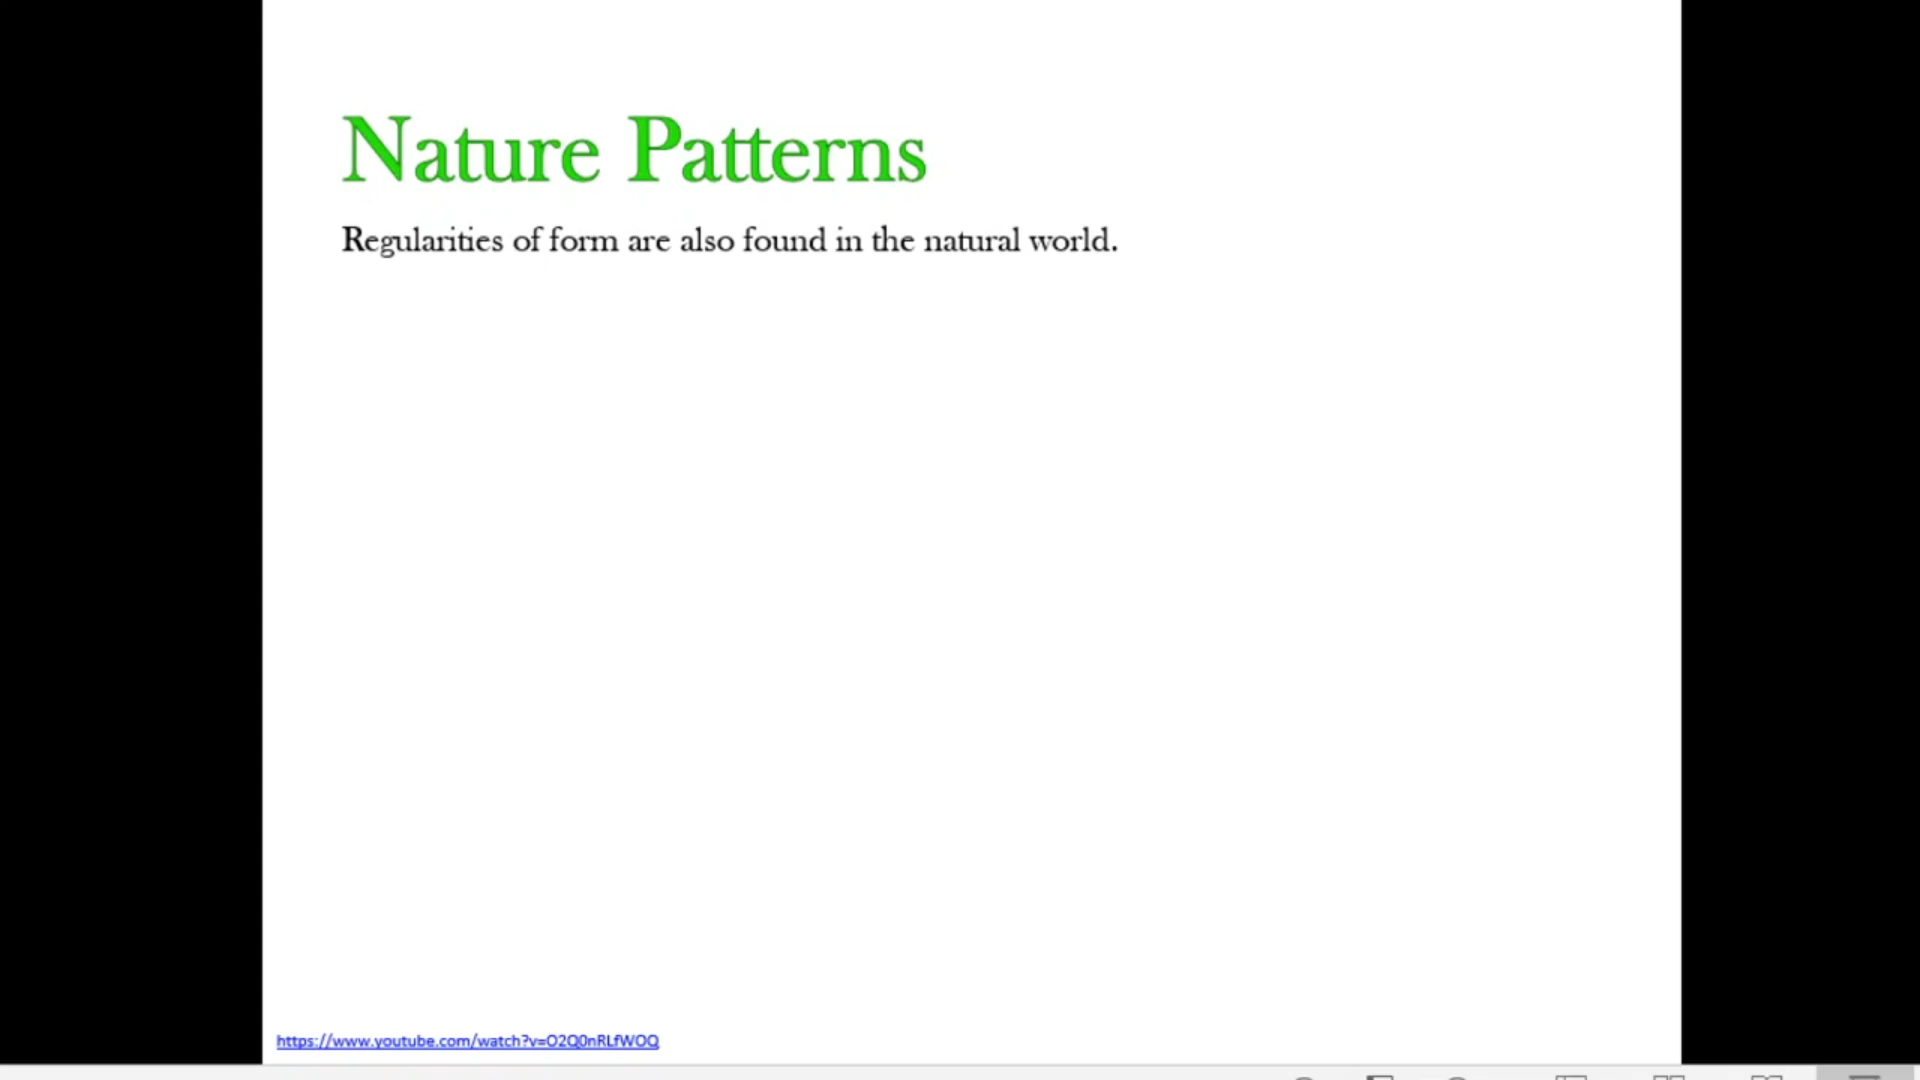 Nature Patterns
Regularities of form are also found in the natural world.
https://www.youtube.com/watch?v=O2Q0nRLfWOQ